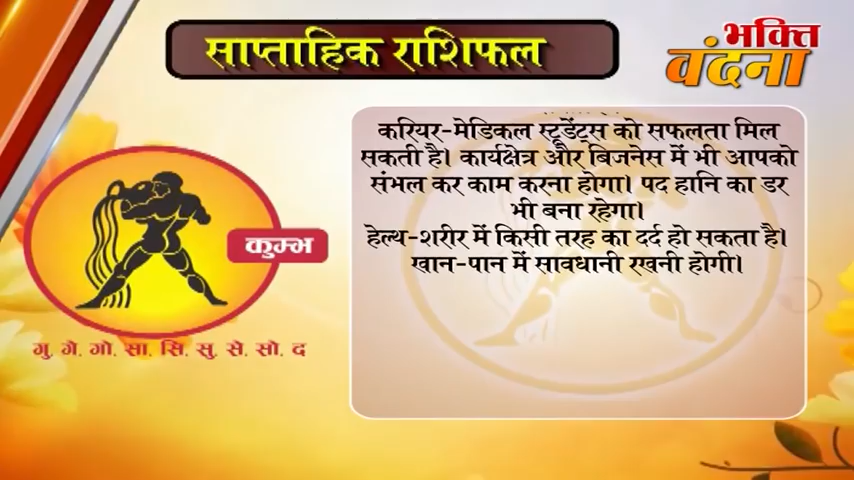 साप्ताहिक राशिफल
भक्ति
वंदना
करियर-मेडिकल स्टूडेंट्स को सफलता मिल
सकती है। कार्यक्षेत्र और बिजनेस में भी आपको
संभल कर काम करना होगा। पद हानि का डर
भी बना रहेगा।
हेल्थ-शरीर में किसी तरह का दर्द हो सकता है।
खान-पान में सावधानी रखनी होगी।
कुम्भ
गु. गे. गो. सा. सि. सु. से. सो. द